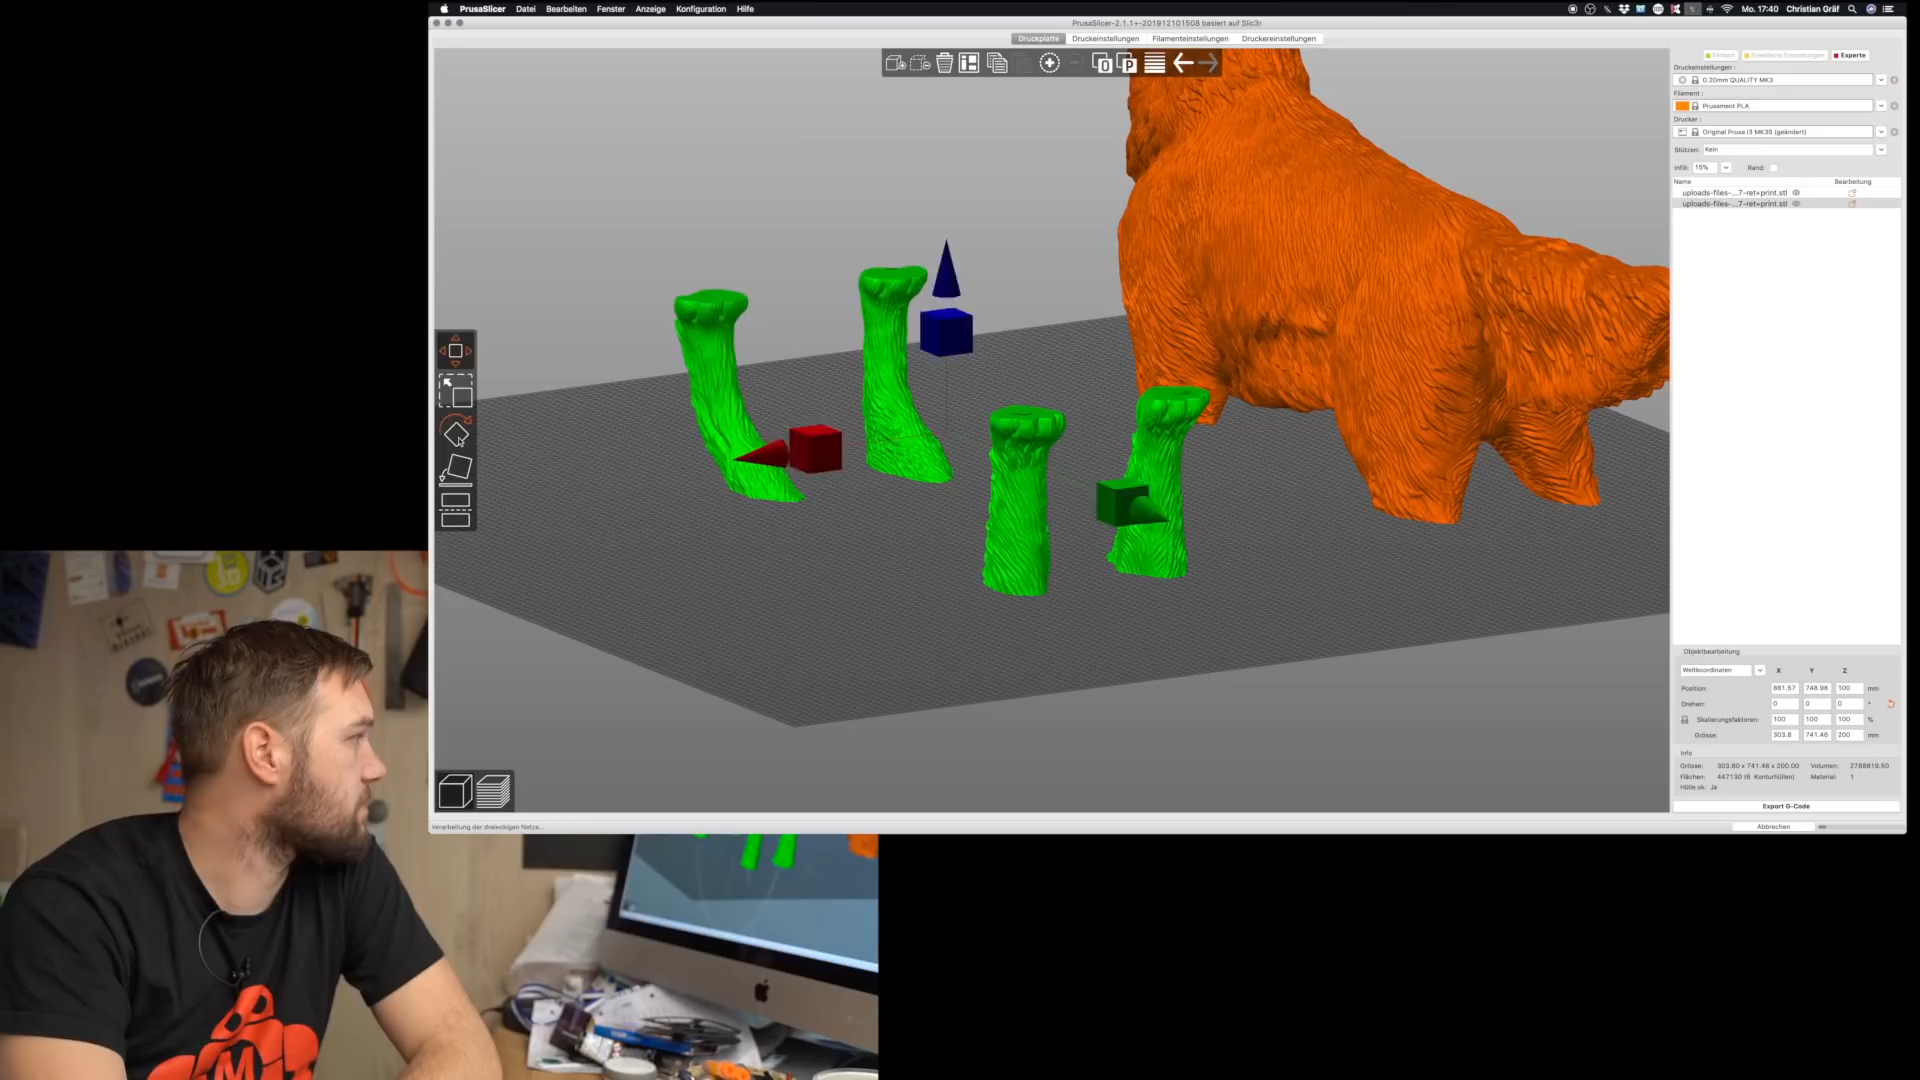 PrusaSlicer Datei Bearbeiten Fenster Anzeige Konfiguration Hilfe
Mo. 17:40 Christian Gräf
PrusaSlicer-2.1.1+-201912101508 basiert auf Slic3r
Druckplatte Druckeinstellungen Filamenteinstellungen Druckereinstellungen
Einfach Erweiterte Einstellungen Experte
Druckeinstellungen :
0.20mm QUALITY MK3
Filament :
Prusament PLA
Drucker :
Original Prusa i3 MK3S (geändert)
Stützen: Kein
Infill: 15% Rand:
Name Bearbeitung
uploads-files-...7-ret+print.stl
uploads-files-...7-ret+print.stl
Objektbearbeitung
Weltkoordinaten X Y Z
Position: 881.57 748.98 100 mm
Drehen: 0 0 0 °
Skalierungsfaktoren: 100 100 100 %
Grösse: 303.8 741.46 200 mm
Info
Grösse: 303.80 x 741.46 x 200.00 Volumen: 2788819.50
Flächen: 447130 (6 Konturhüllen) Material: 1
Hülle ok: Ja
Export G-Code
Verarbeitung der dreieckigen Netze... Abbrechen
M